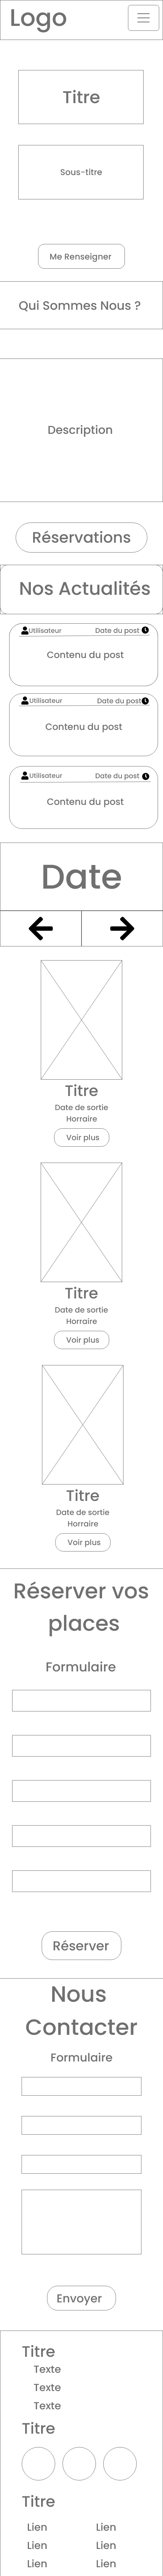 Logo
Titre
Sous-titre
Me Renseigner
Qui Sommes Nous ?
Description
Réservations
Nos Actualités
Utilisateur Date du post
Contenu du post
Utilisateur Date du post
Contenu du post
Utilisateur Date du post
Contenu du post
Date
Titre
Date de sortie
Horraire
Voir plus
Titre
Date de sortie
Horraire
Voir plus
Titre
Date de sortie
Horraire
Voir plus
Réserver vos
places
Formulaire
Réserver
Nous
Contacter
Formulaire
Envoyer
Titre
Texte
Texte
Texte
Titre
Titre
Lien Lien
Lien Lien
Lien Lien